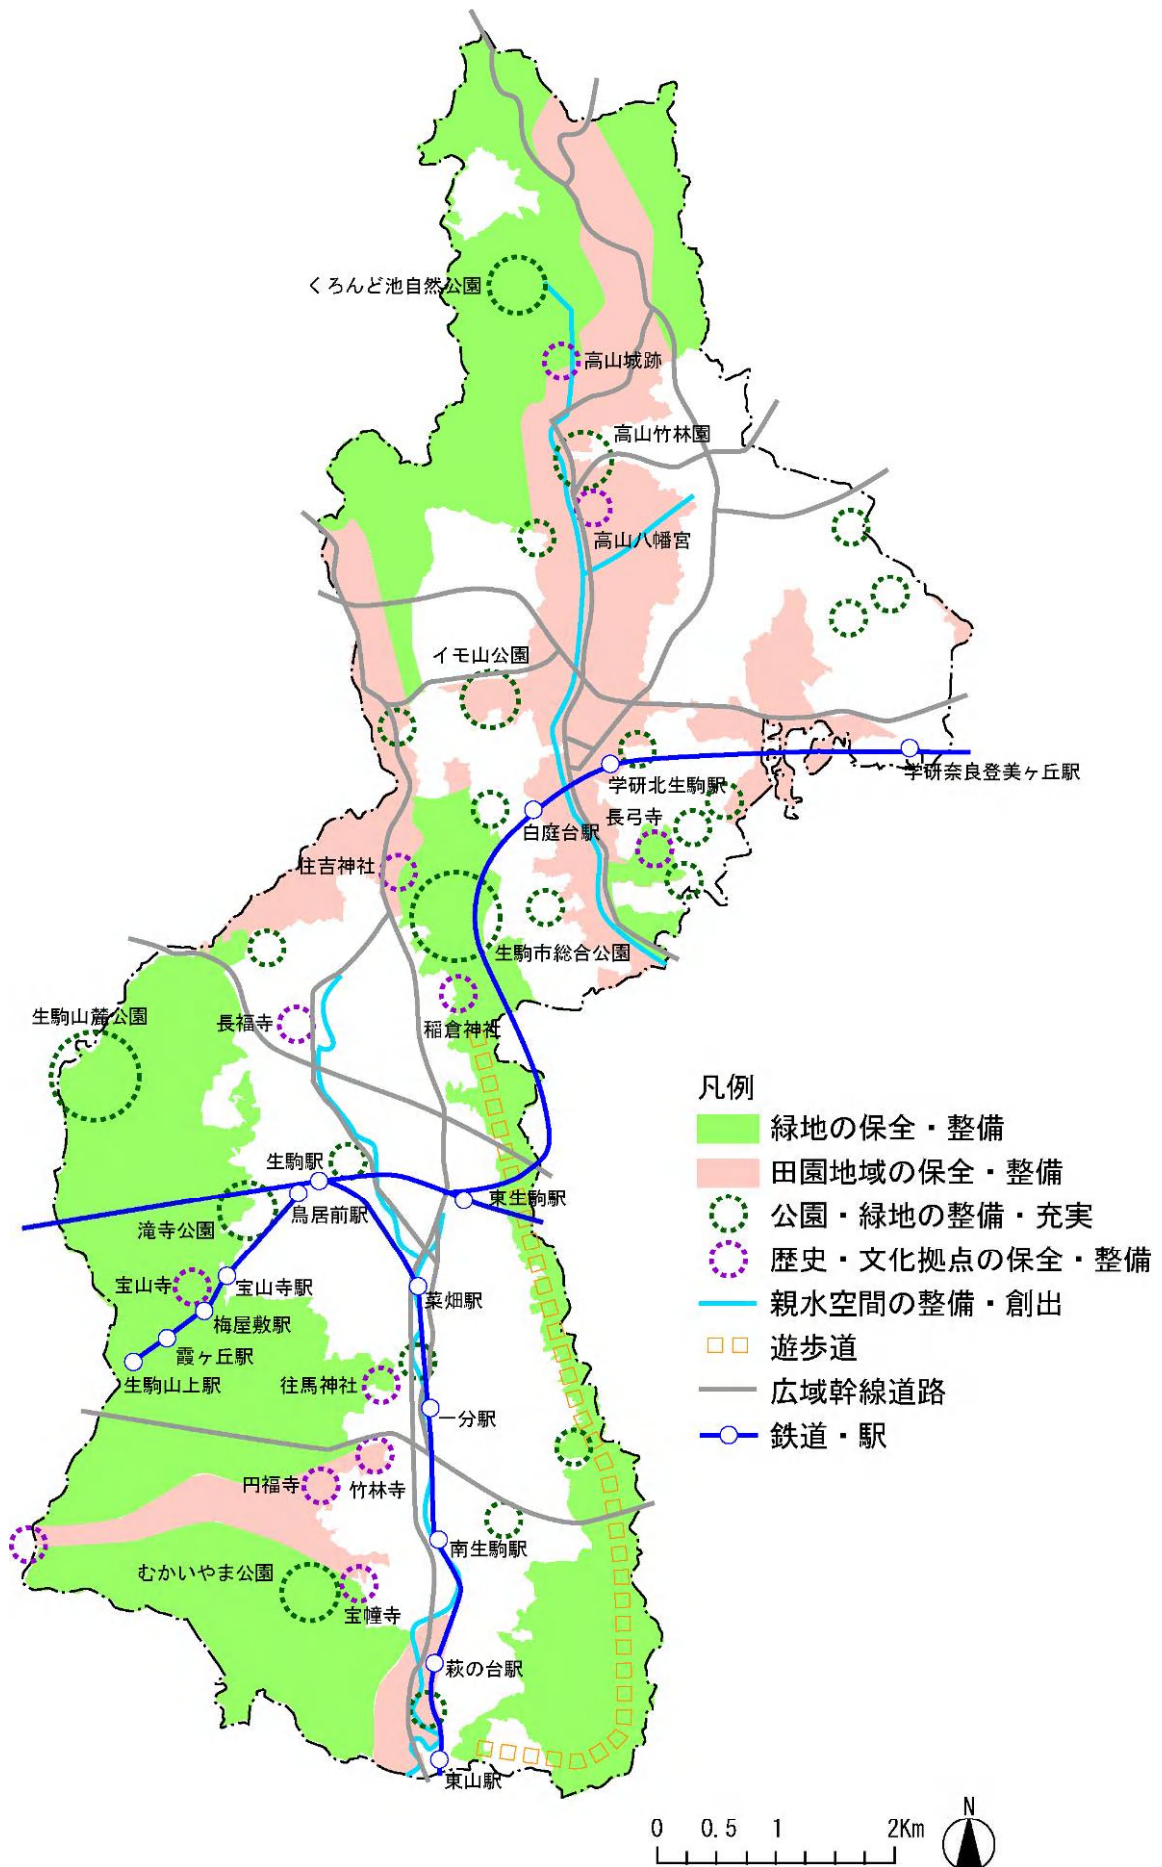 くろんど池自然公園
高山城跡
高山竹林園
高山八幡宮
イモ山公園
学研奈良登美ヶ丘駅
学研北生駒駅
白庭台駅
長弓寺
住吉神社
生駒市総合公園
稲倉神社
生駒山麓公園
長福寺
生駒駅
東生駒駅
鳥居前駅
滝寺公園
宝山寺
宝山寺駅
菜畑駅
梅屋敷駅
霞ヶ丘駅
生駒山上駅
往馬神社
一分駅
円福寺
竹林寺
南生駒駅
むかいやま公園
宝幢寺
萩の台駅
東山駅
凡例
緑地の保全・整備
田園地域の保全・整備
公園・緑地の整備・充実
歴史・文化拠点の保全・整備
親水空間の整備・創出
遊歩道
広域幹線道路
鉄道・駅
0 0.5 1 2Km
N